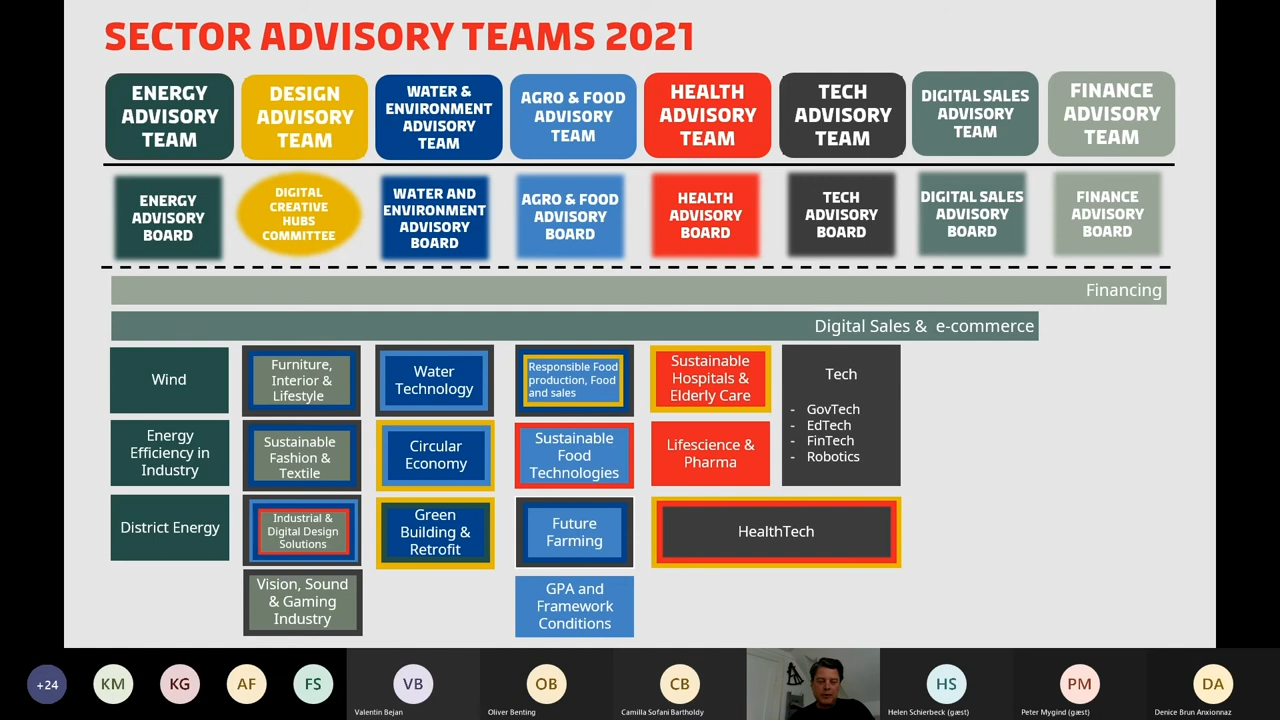 SECTOR ADVISORY TEAMS 2021
ENERGY
ADVISORY
TEAM
DESIGN
ADVISORY
TEAM
WATER &
ENVIRONMENT
ADVISORY
TEAM
AGRO & FOOD
ADVISORY
TEAM
HEALTH
ADVISORY
TEAM
TECH
ADVISORY
TEAM
DIGITAL SALES
ADVISORY
TEAM
FINANCE
ADVISORY
TEAM
ENERGY
ADVISORY
BOARD
DIGITAL
CREATIVE
HUBS
COMMITTEE
WATER AND
ENVIRONMENT
ADVISORY
BOARD
AGRO & FOOD
ADVISORY
BOARD
HEALTH
ADVISORY
BOARD
TECH
ADVISORY
BOARD
DIGITAL SALES
ADVISORY
BOARD
FINANCE
ADVISORY
BOARD
Financing
Digital Sales & e-commerce
Wind
Furniture,
Interior &
Lifestyle
Water
Technology
Responsible Food
production, Food
and sales
Sustainable
Hospitals &
Elderly Care
Tech
- GovTech
- EdTech
- FinTech
- Robotics
Energy
Efficiency in
Industry
Sustainable
Fashion &
Textile
Circular
Economy
Sustainable
Food
Technologies
Lifescience &
Pharma
District Energy
Industrial &
Digital Design
Solutions
Green
Building &
Retrofit
Future
Farming
HealthTech
Vision, Sound
& Gaming
Industry
GPA and
Framework
Conditions
+24
KM
KG
AF
FS
VB
Valentin Bejan
OB
Oliver Benting
CB
Camilla Sofani Bartholdy
HS
Helen Schierbeck (gæst)
PM
Peter Mygind (gæst)
DA
Denice Brun Anxionnaz